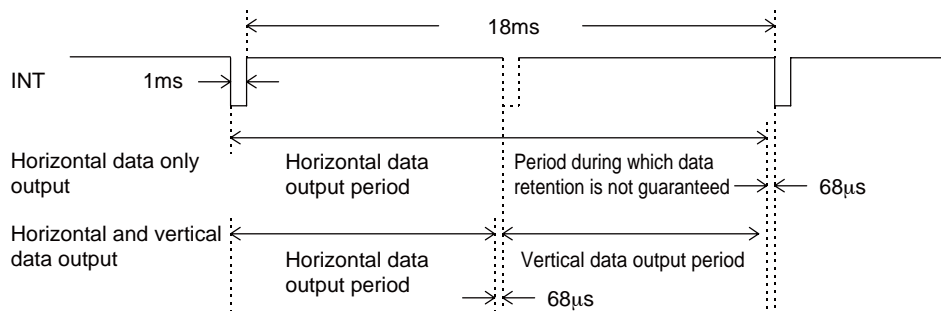 18ms
INT
1ms
Horizontal data only
output
Horizontal data
output period
Period during which data
retention is not guaranteed
68μs
Horizontal and vertical
data output
Horizontal data
output period
Vertical data output period
68μs